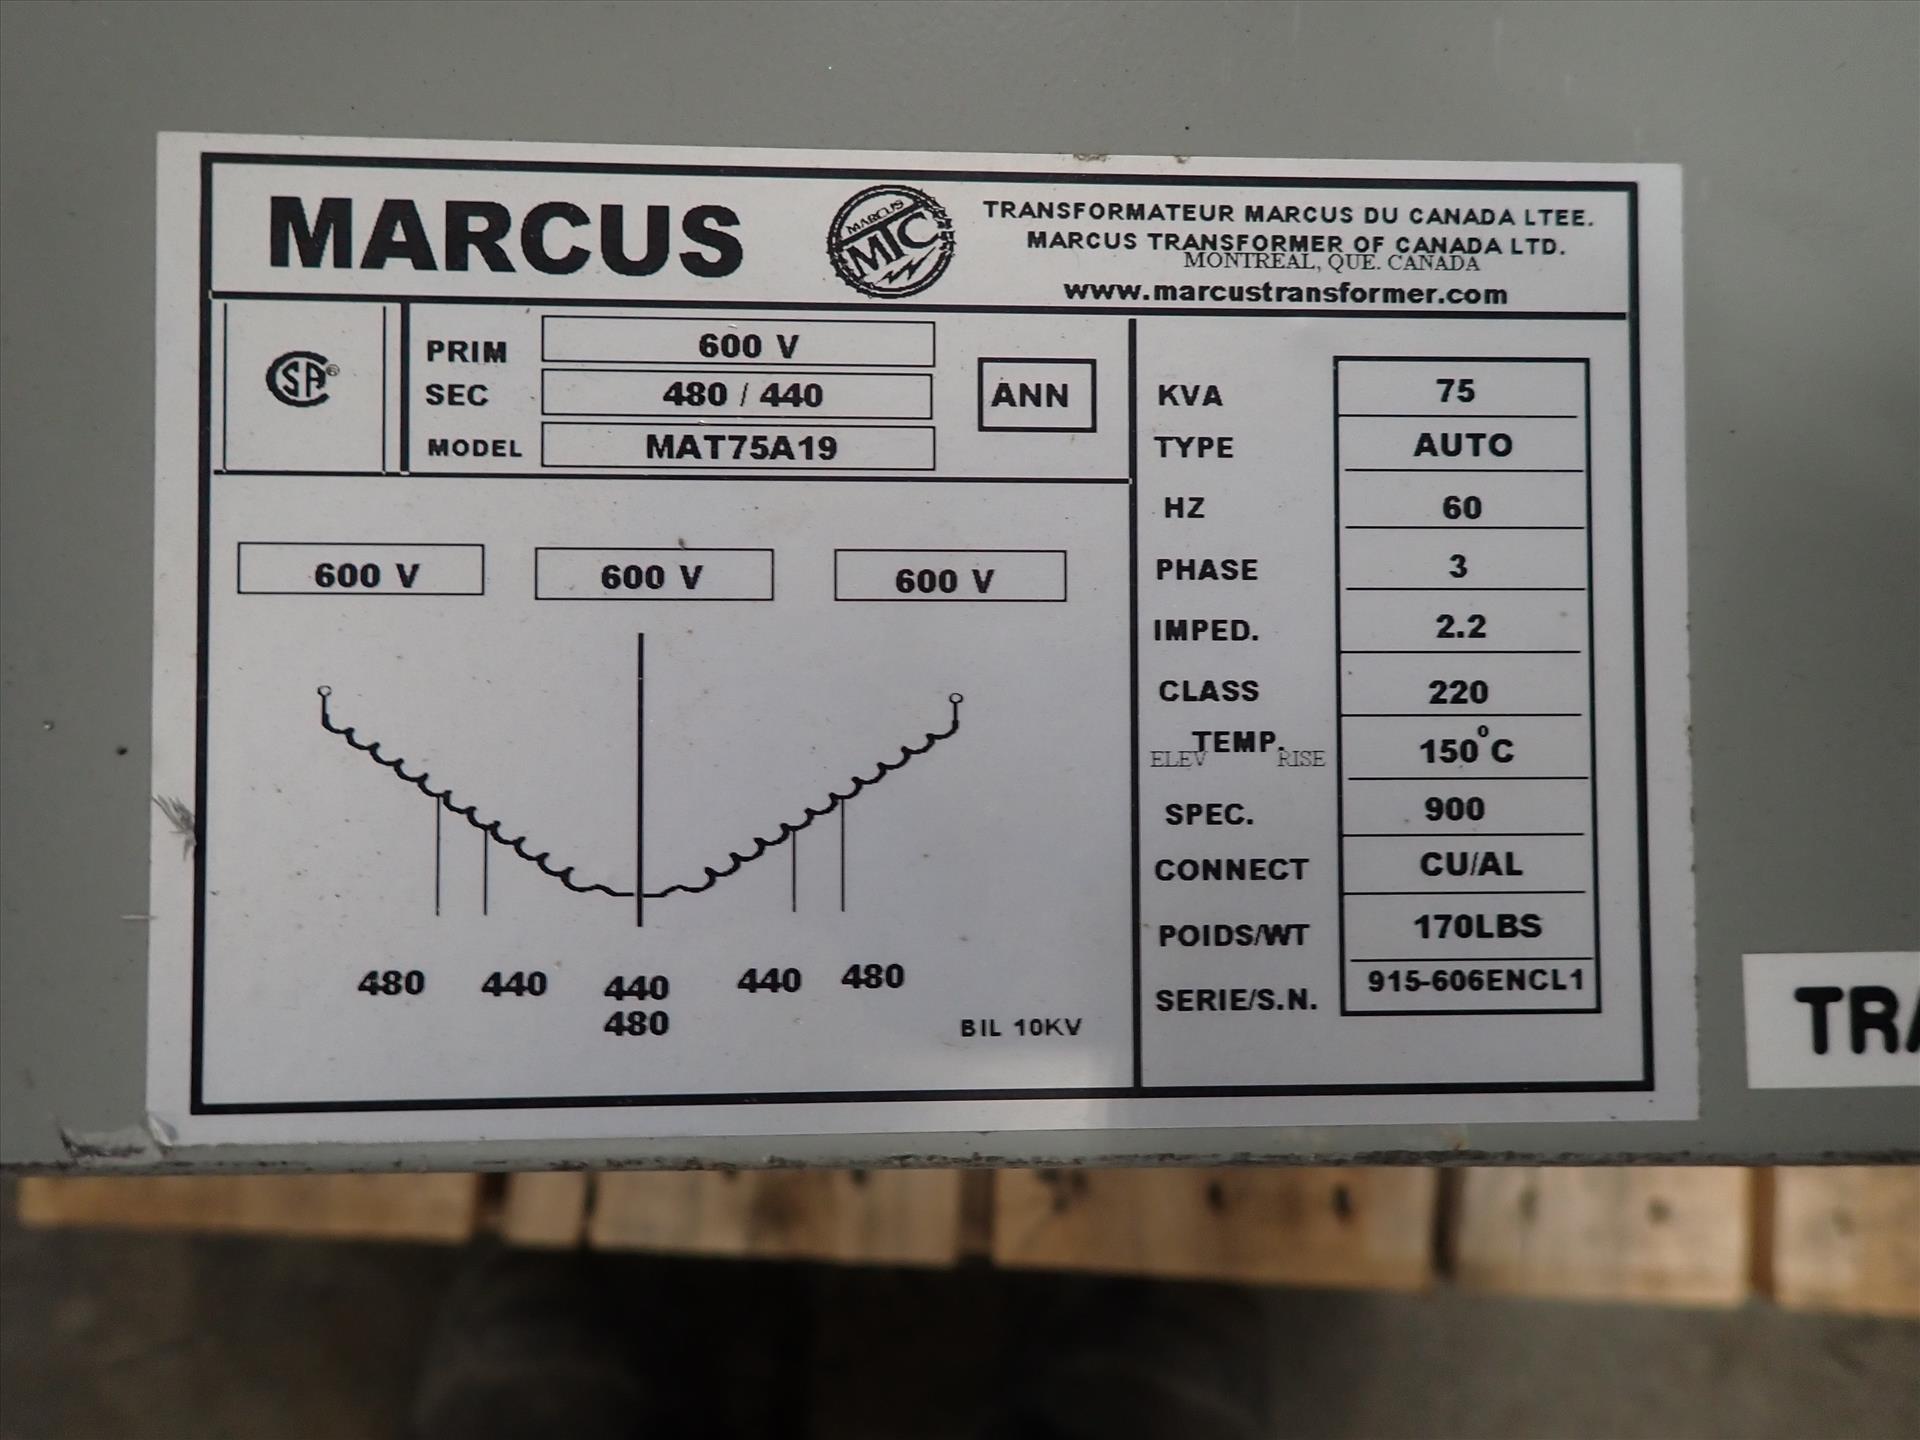 MARCUS
MARCUS
MTC
TRANSFORMATEUR MARCUS DU CANADA LTEE.
MARCUS TRANSFORMER OF CANADA LTD.
MONTREAL, QUE. CANADA
www.marcustransformer.com
SA®
PRIM 600 V
SEC 480 / 440
MODEL MAT75A19
ANN
600 V 600 V 600 V
480 440 440 440 480
480
BIL 10KV
KVA 75
TYPE AUTO
HZ 60
PHASE 3
IMPED. 2.2
CLASS 220
ELEV TEMP. RISE 150°C
SPEC. 900
CONNECT CU/AL
POIDS/WT 170LBS
SERIE/S.N. 915-606ENCL1
TRA